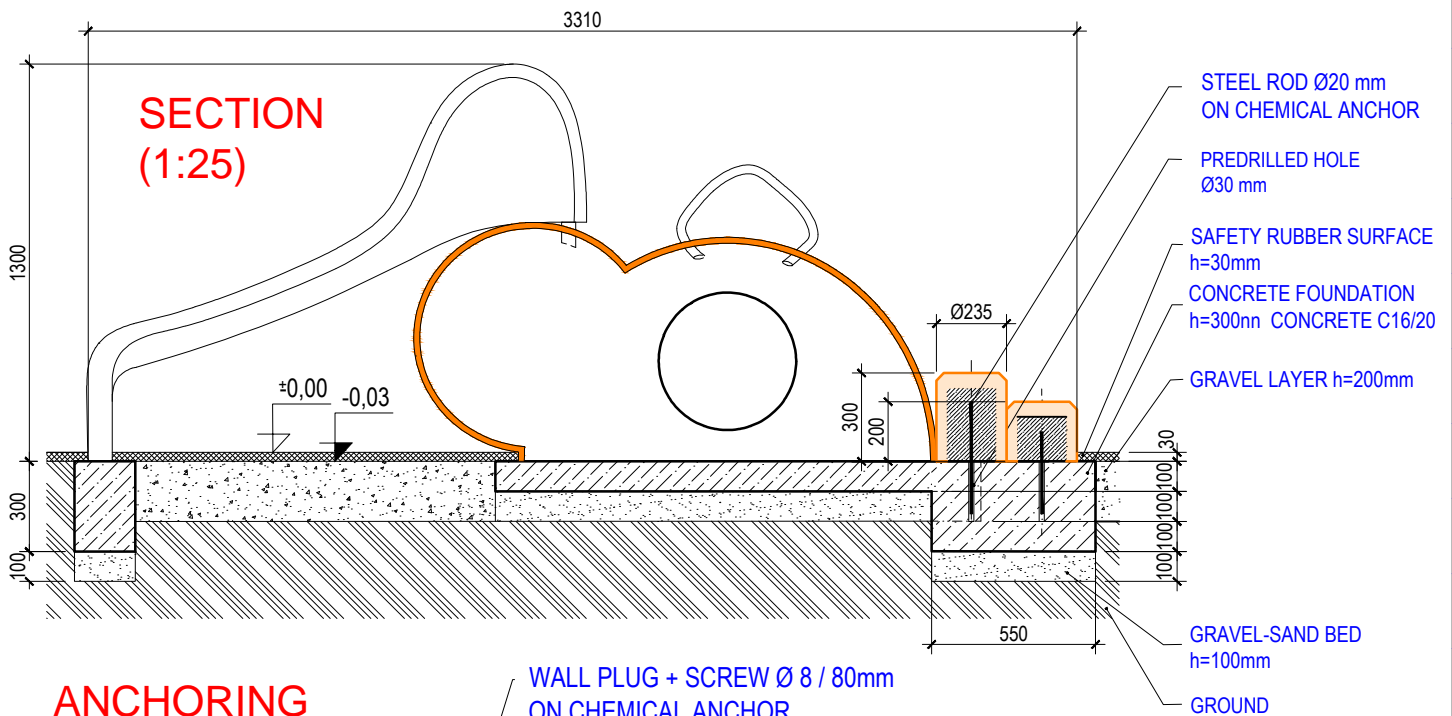 3310
SECTION
(1:25)
1300
STEEL ROD Ø20 mm
ON CHEMICAL ANCHOR
PREDRILLED HOLE
Ø30 mm
SAFETY RUBBER SURFACE
h=30mm
CONCRETE FOUNDATION
h=300nn CONCRETE C16/20
GRAVEL LAYER h=200mm
Ø235
300
200
±0,00
-0,03
30
100
100
100
100
300
100
550
GRAVEL-SAND BED
h=100mm
GROUND
ANCHORING
WALL PLUG + SCREW Ø 8 / 80mm
ON CHEMICAL ANCHOR